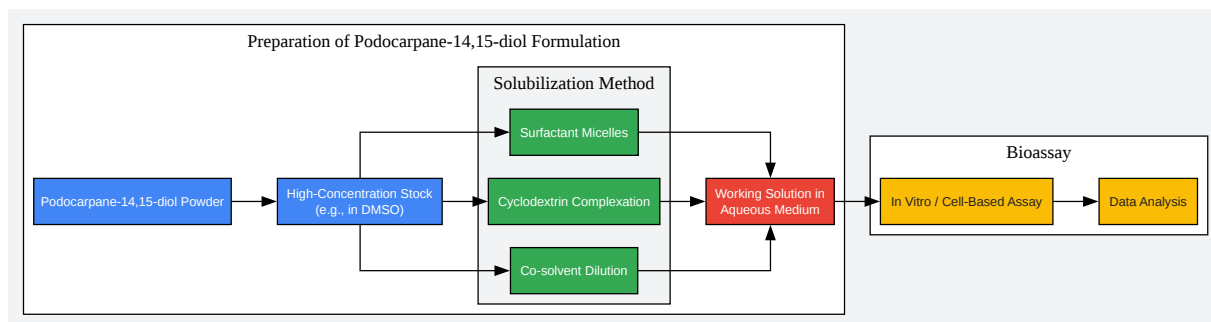 Preparation of Podocarpane-14,15-diol Formulation
Solubilization Method
Surfactant Micelles
Bioassay
Podocarpane-14,15-diol Powder
High-Concentration Stock
(e.g., in DMSO)
Cyclodextrin Complexation
Working Solution in
Aqueous Medium
In Vitro / Cell-Based Assay
Data Analysis
Co-solvent Dilution